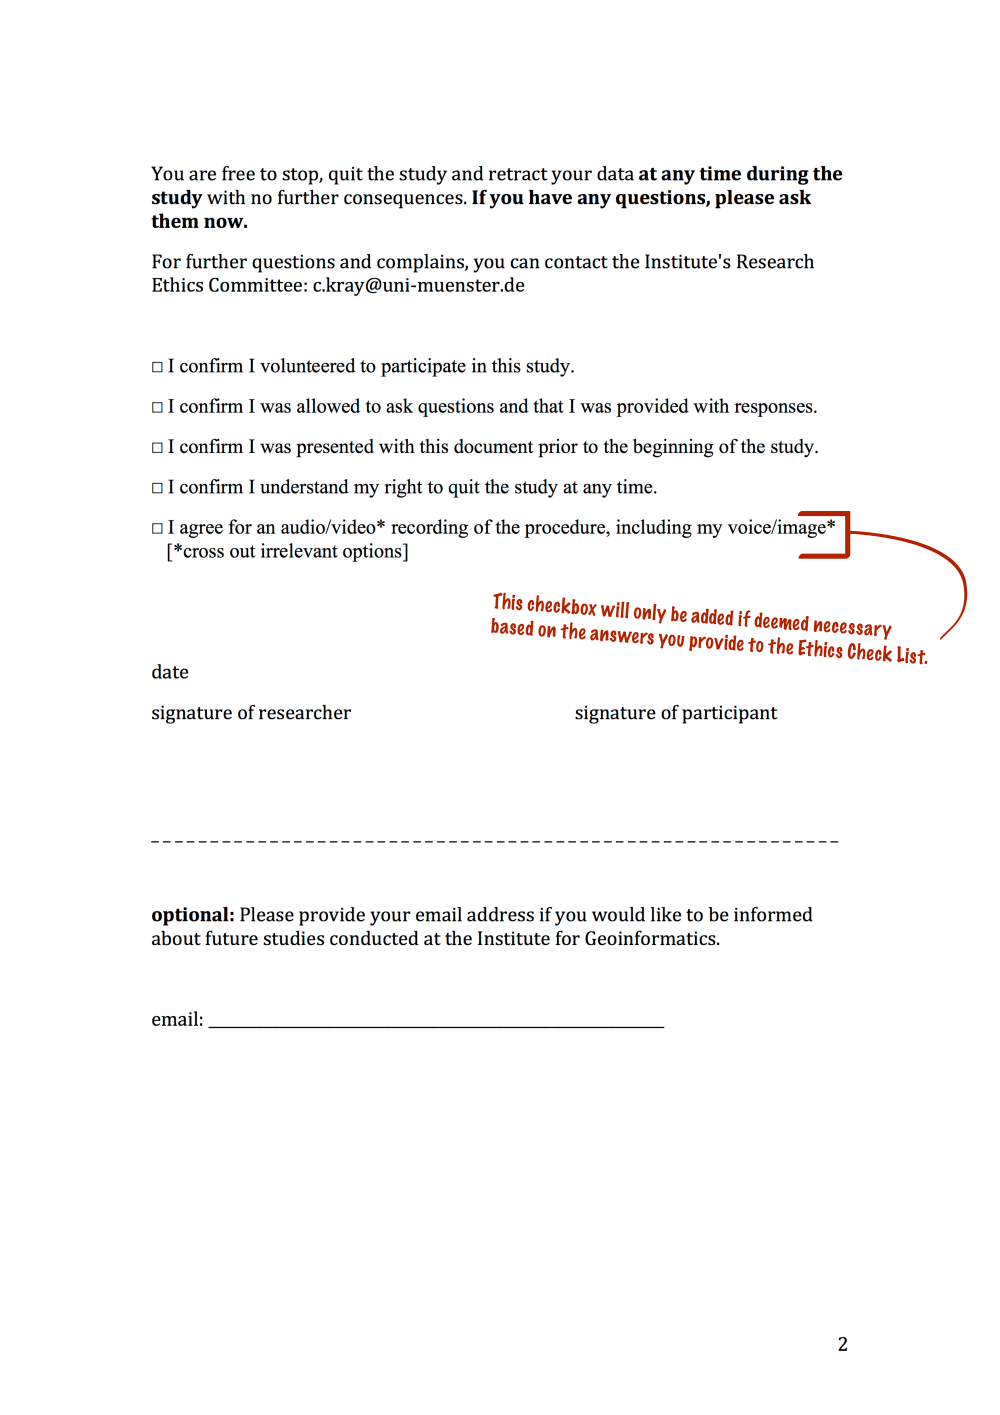 You are free to stop, quit the study and retract your data at any time during the
study with no further consequences. If you have any questions, please ask
them now.
For further questions and complains, you can contact the Institute's Research
Ethics Committee: c.kray@uni-muenster.de
□ I confirm I volunteered to participate in this study.
□ I confirm I was allowed to ask questions and that I was provided with responses.
□ I confirm I was presented with this document prior to the beginning of the study.
□ I confirm I understand my right to quit the study at any time.
□ I agree for an audio/video* recording of the procedure, including my voice/image*
[*cross out irrelevant options]
This checkbox will only be added if deemed necessary
based on the answers you provide to the Ethics Check List.
date
signature of researcher signature of participant
optional: Please provide your email address if you would like to be informed
about future studies conducted at the Institute for Geoinformatics.
email:
2